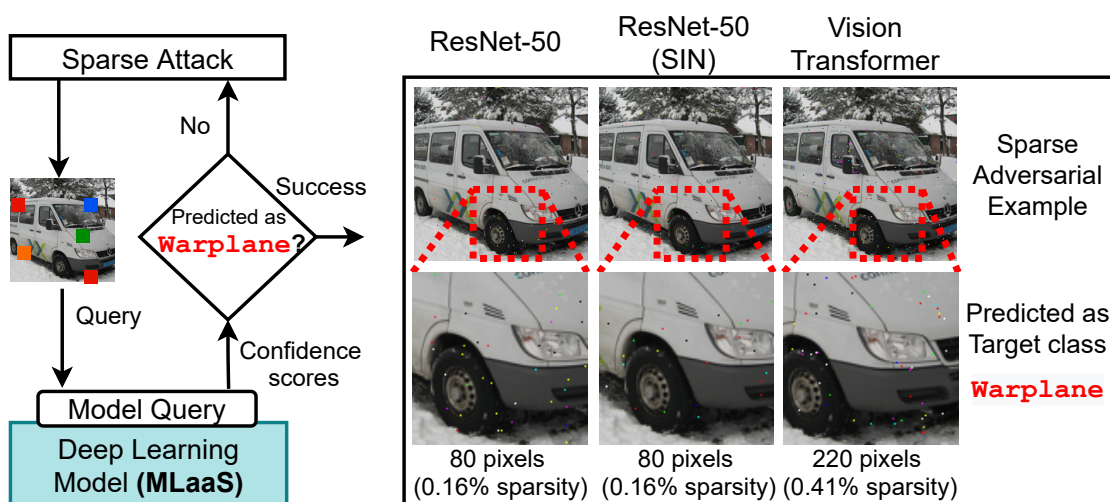 Sparse Attack
No
Success
Predicted as
Warplane?
Query
Confidence
scores
Model Query
Deep Learning
Model (MLaaS)
ResNet-50
ResNet-50
(SIN)
Vision
Transformer
Sparse
Adversarial
Example
Predicted as
Target class
Warplane
80 pixels
(0.16% sparsity)
80 pixels
(0.16% sparsity)
220 pixels
(0.41% sparsity)